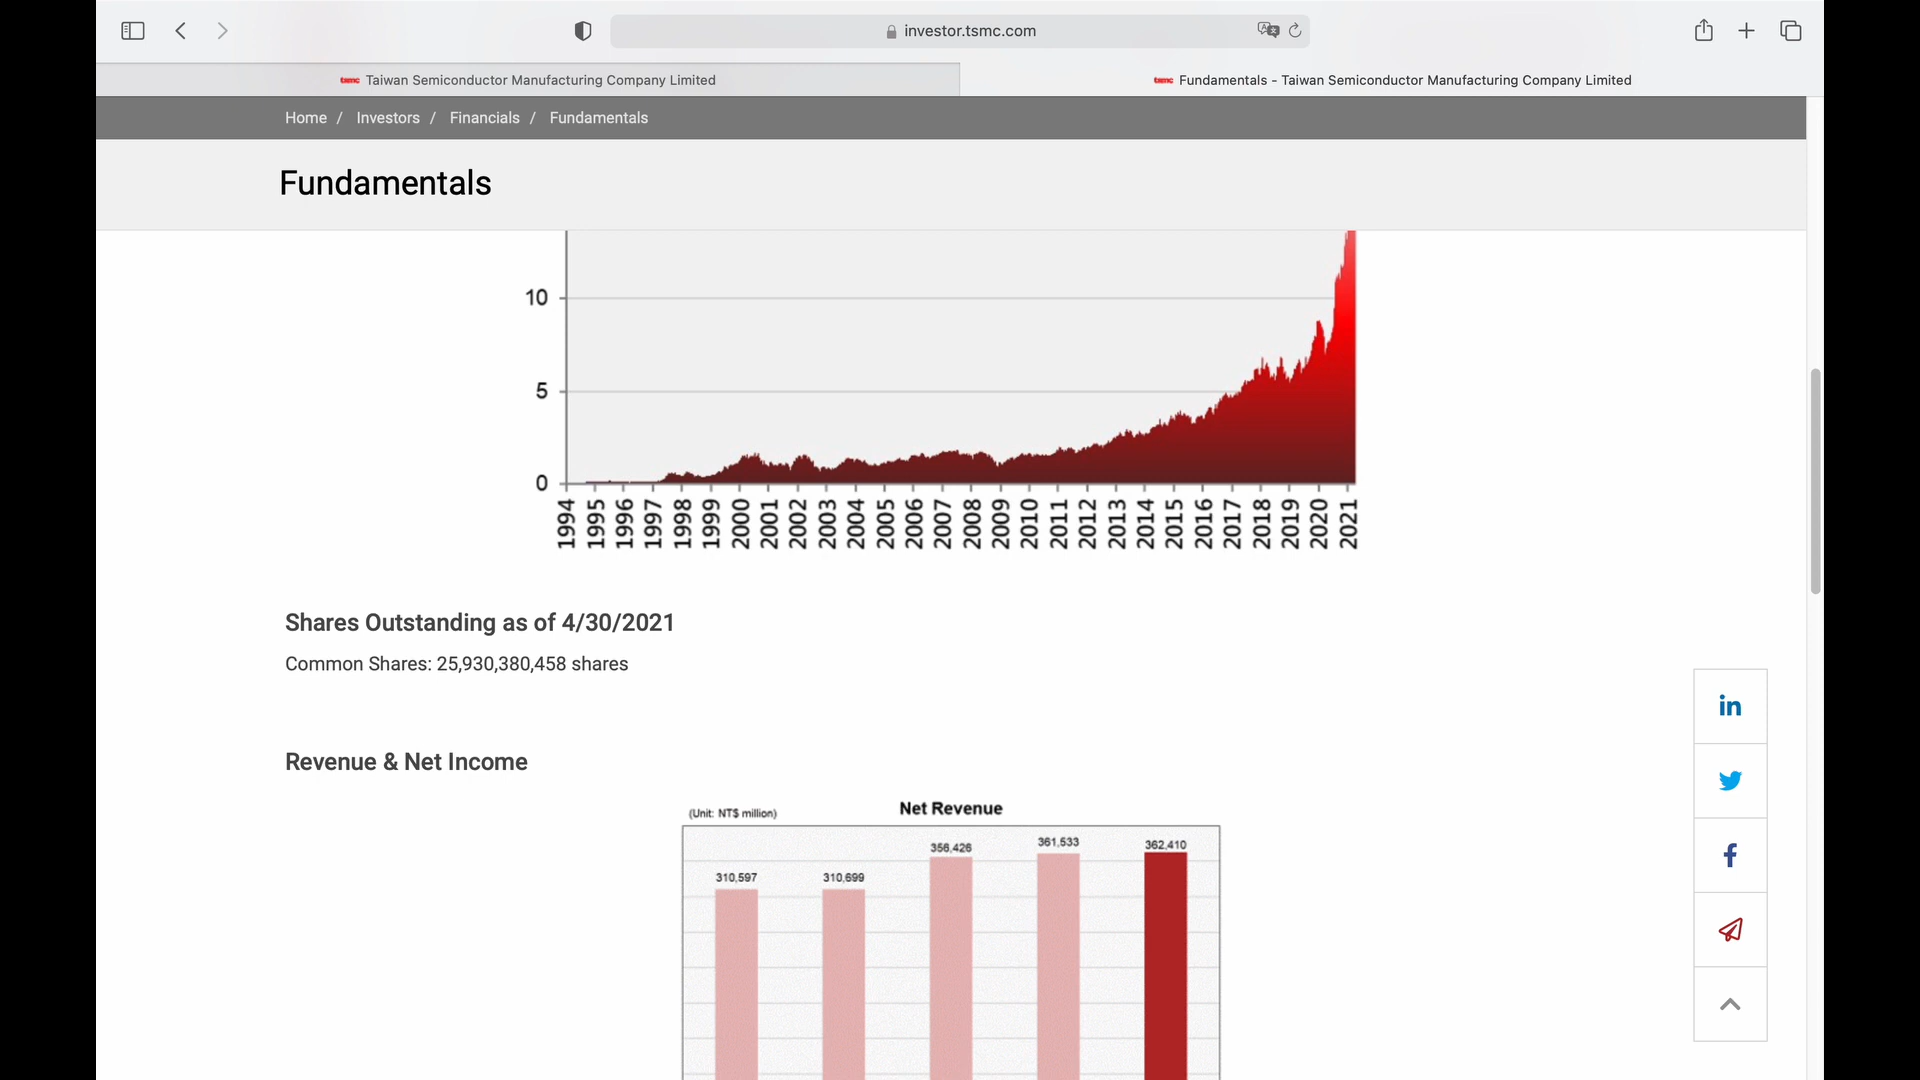 investor.tsmc.com
tsmc Taiwan Semiconductor Manufacturing Company Limited
tsmc Fundamentals - Taiwan Semiconductor Manufacturing Company Limited
Home / Investors / Financials / Fundamentals
Fundamentals
10
5
0
1994 1995 1996 1997 1998 1999 2000 2001 2002 2003 2004 2005 2006 2007 2008 2009 2010 2011 2012 2013 2014 2015 2016 2017 2018 2019 2020 2021
Shares Outstanding as of 4/30/2021
Common Shares: 25,930,380,458 shares
Revenue & Net Income
(Unit: NT$ million) Net Revenue
310,597 310,699 356,426 361,533 362,410
in
f